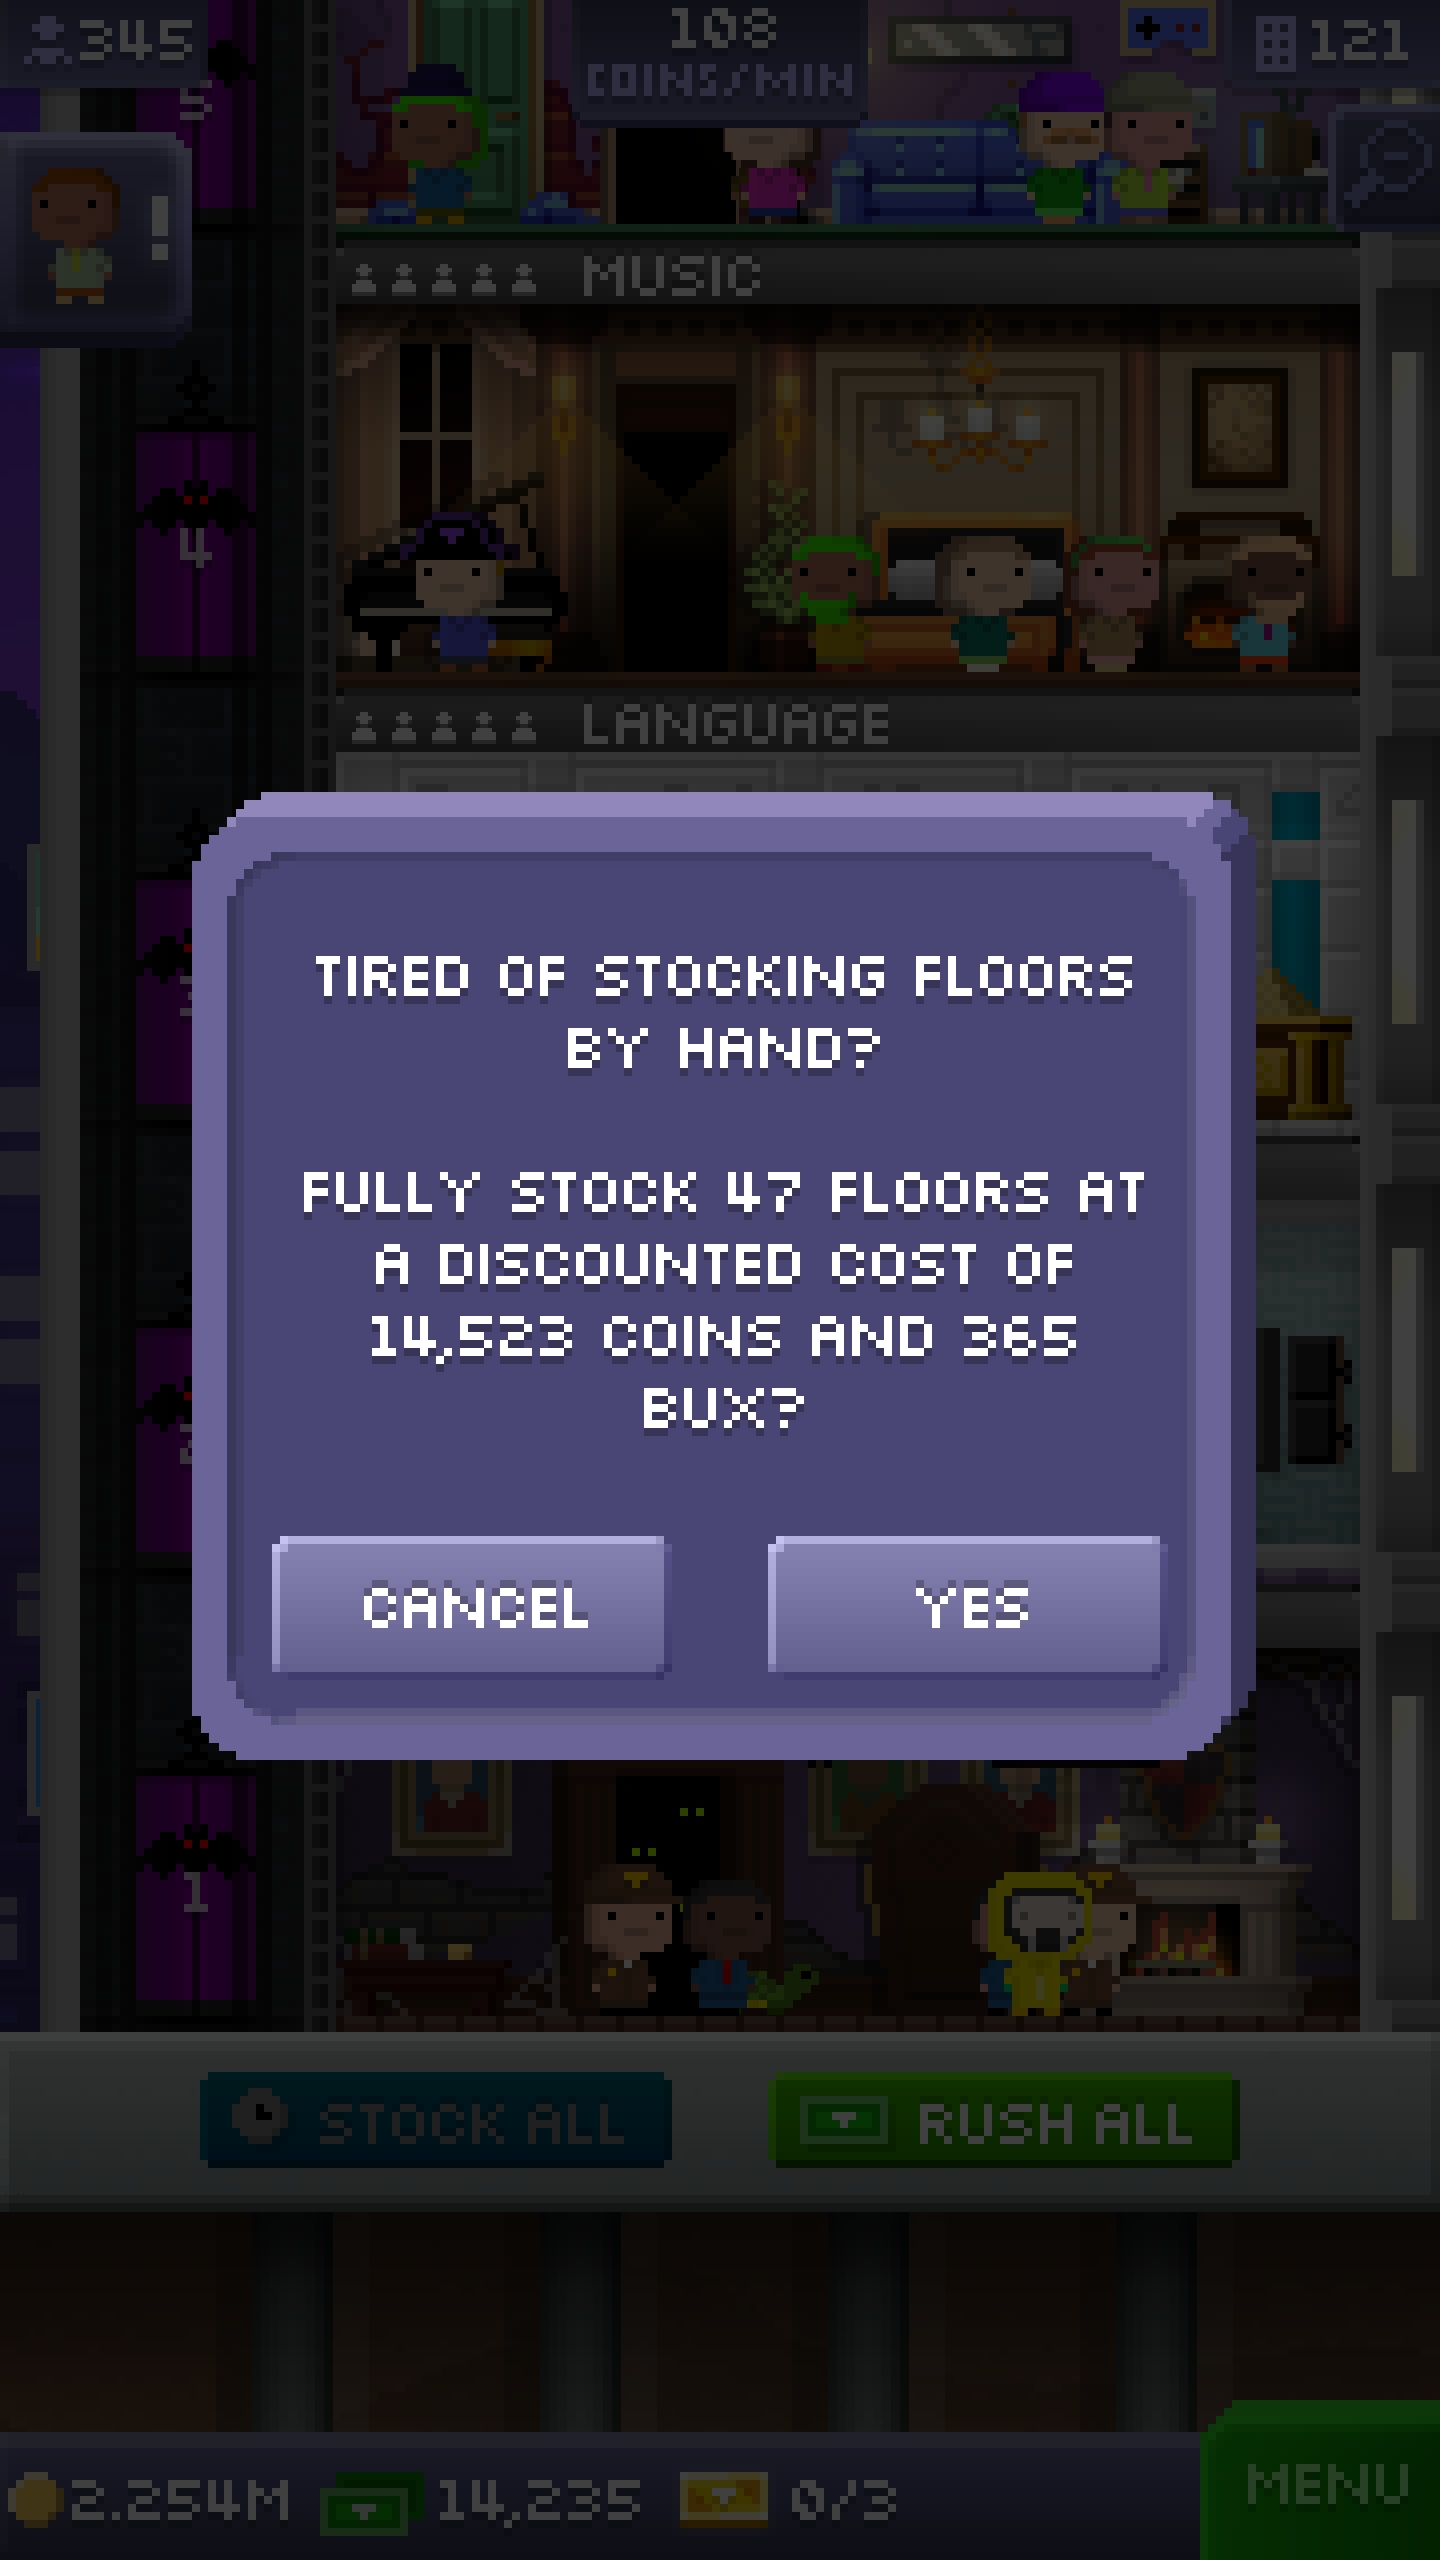 345
108
COINS/MIN
121
5
!
MUSIC
4
LANGUAGE
TIRED OF STOCKING FLOORS
BY HAND?
FULLY STOCK 47 FLOORS AT
A DISCOUNTED COST OF
14,523 COINS AND 365
BUX?
CANCEL
YES
1
STOCK ALL
RUSH ALL
2.254M
14,235
0/3
MENU